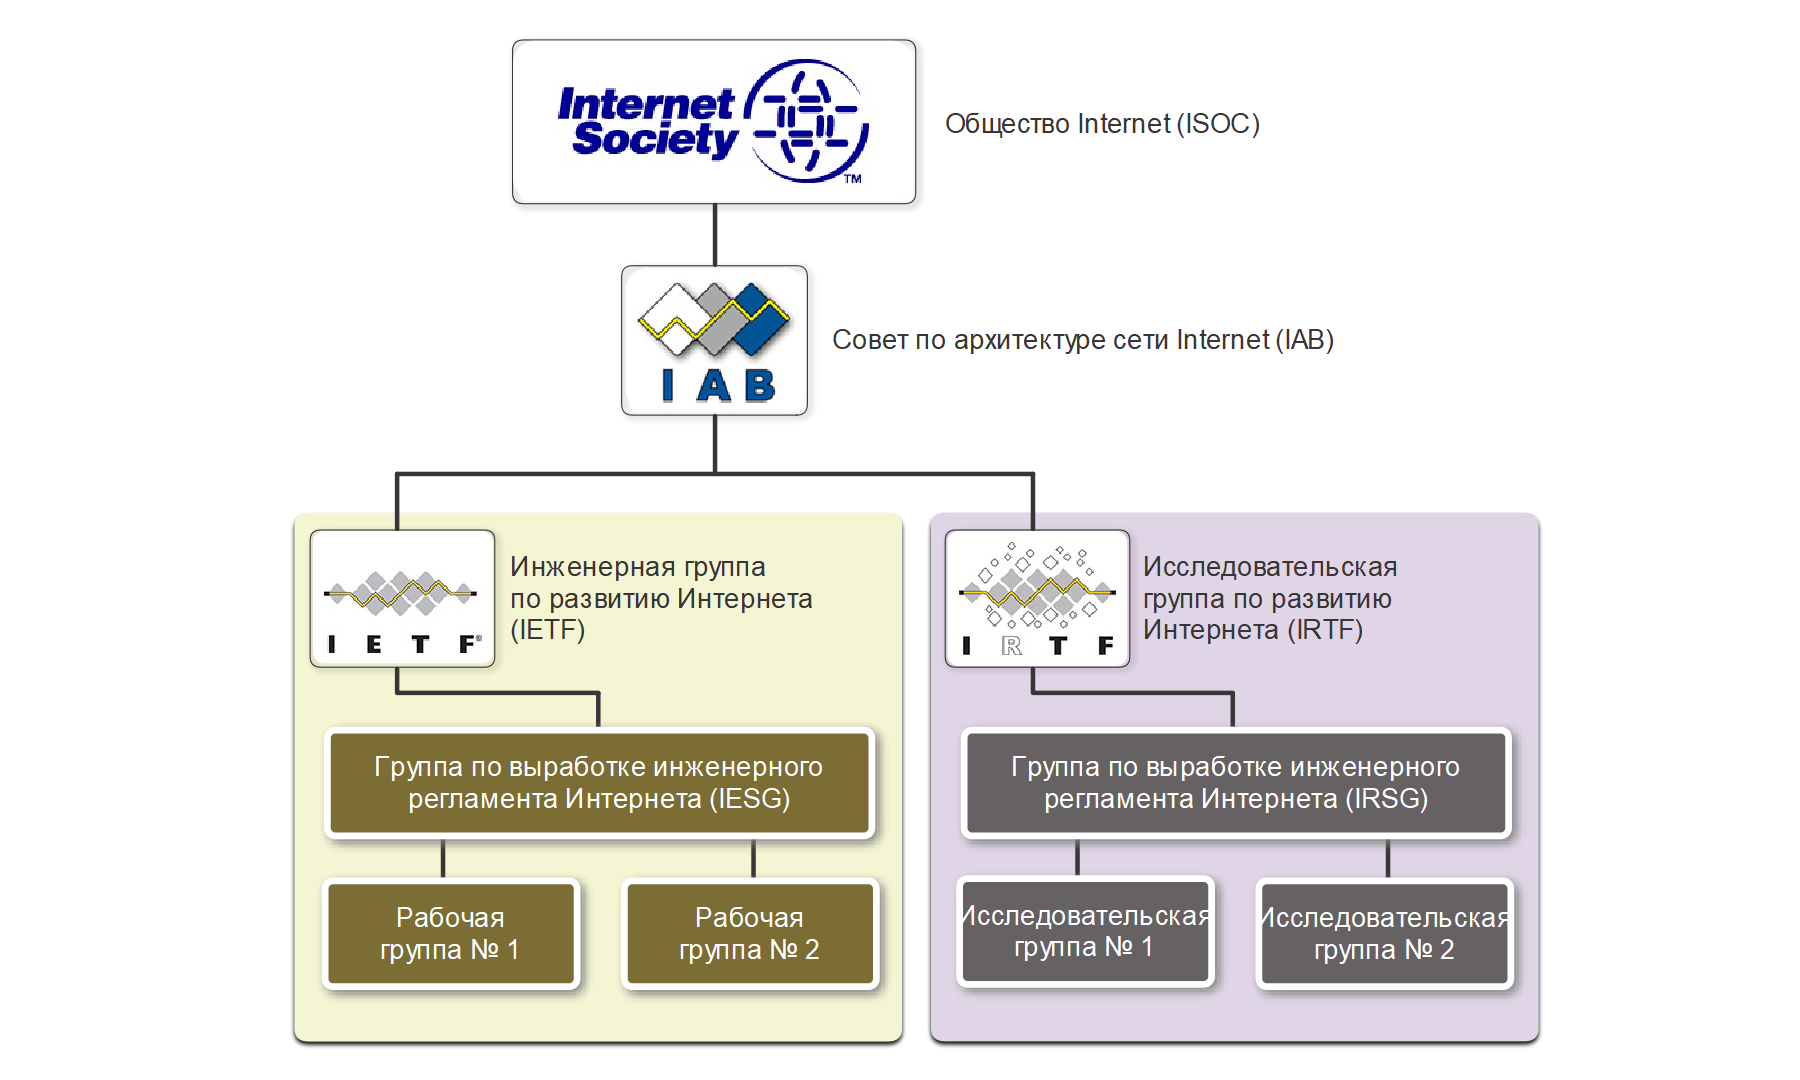 Internet
Society
TM
Общество Internet (ISOC)
I A B
Совет по архитектуре сети Internet (IAB)
I E T F®
Инженерная группа
по развитию Интернета
(IETF)
I R T F
Исследовательская
группа по развитию
Интернета (IRTF)
Группа по выработке инженерного
регламента Интернета (IESG)
Группа по выработке инженерного
регламента Интернета (IRSG)
Рабочая
группа № 1
Рабочая
группа № 2
Исследовательская
группа № 1
Исследовательская
группа № 2